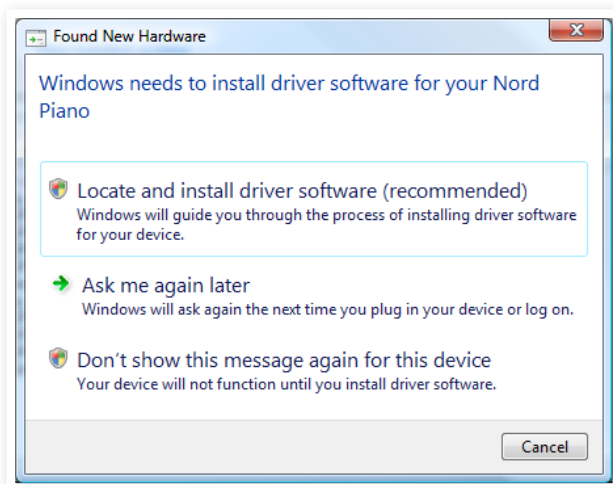 Found New Hardware
Windows needs to install driver software for your Nord
Piano
Locate and install driver software (recommended)
Windows will guide you through the process of installing driver software
for your device.
Ask me again later
Windows will ask again the next time you plug in your device or log on.
Don't show this message again for this device
Your device will not function until you install driver software.
Cancel